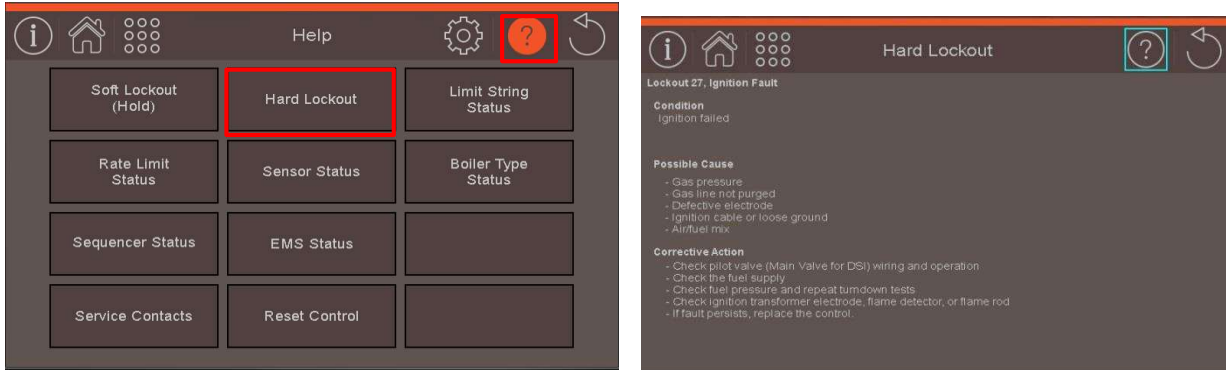 Help
Soft Lockout
(Hold)
Hard Lockout
Limit String
Status
Rate Limit
Status
Sensor Status
Boiler Type
Status
Sequencer Status
EMS Status
Service Contacts
Reset Control
Hard Lockout
Lockout 27, Ignition Fault
Condition
Ignition failed
Possible Cause
- Gas pressure
- Gas line not purged
- Defective electrode
- Ignition cable or loose ground
- Air/fuel mix
Corrective Action
- Check pilot valve (Main Valve for DSI) wiring and operation
- Check the fuel supply
- Check fuel pressure and repeat turndown tests
- Check ignition transformer electrode, flame detector, or flame rod
- If fault persists, replace the control.